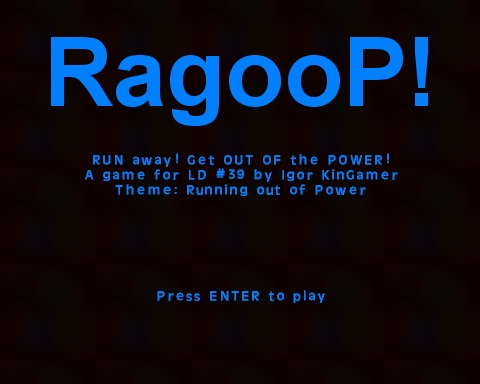 RagooP!
RUN away! Get OUT OF the POWER!
A game for LD #39 by Igor KinGamer
Theme: Running out of Power
Press ENTER to play